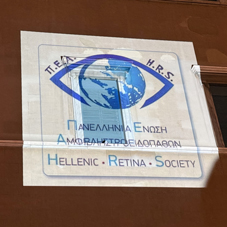 Π.Ε.Α. H.R.S.
ΠΑΝΕΛΛΗΝΙΑ ΕΝΩΣΗ
ΑΜΦΙΒΛΗΣΤΡΟΕΙΔΟΠΑΘΩΝ
HELLENIC • RETINA • SOCIETY